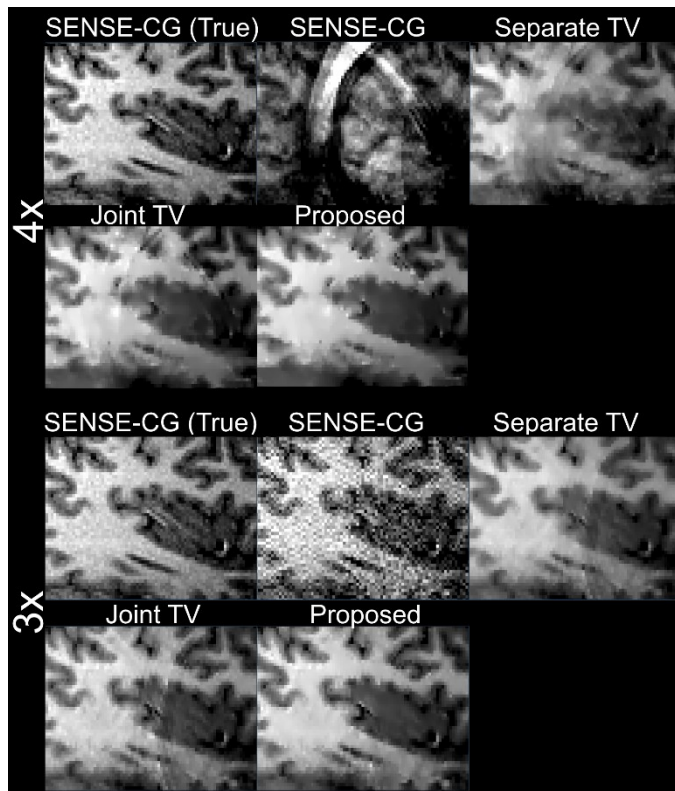 SENSE-CG (True) SENSE-CG Separate TV
4x
Joint TV Proposed
SENSE-CG (True) SENSE-CG Separate TV
3x
Joint TV Proposed